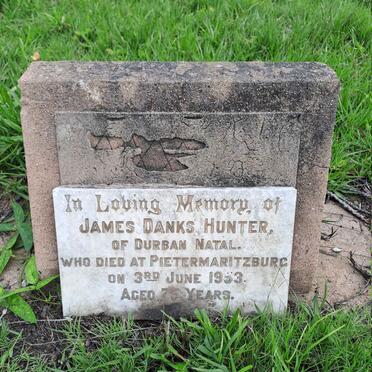 In Loving Memory, of
JAMES DANKS HUNTER,
OF DURBAN NATAL.
WHO DIED AT PIETERMARITZBURG
ON 3RD JUNE 1933.
AGED YEARS.